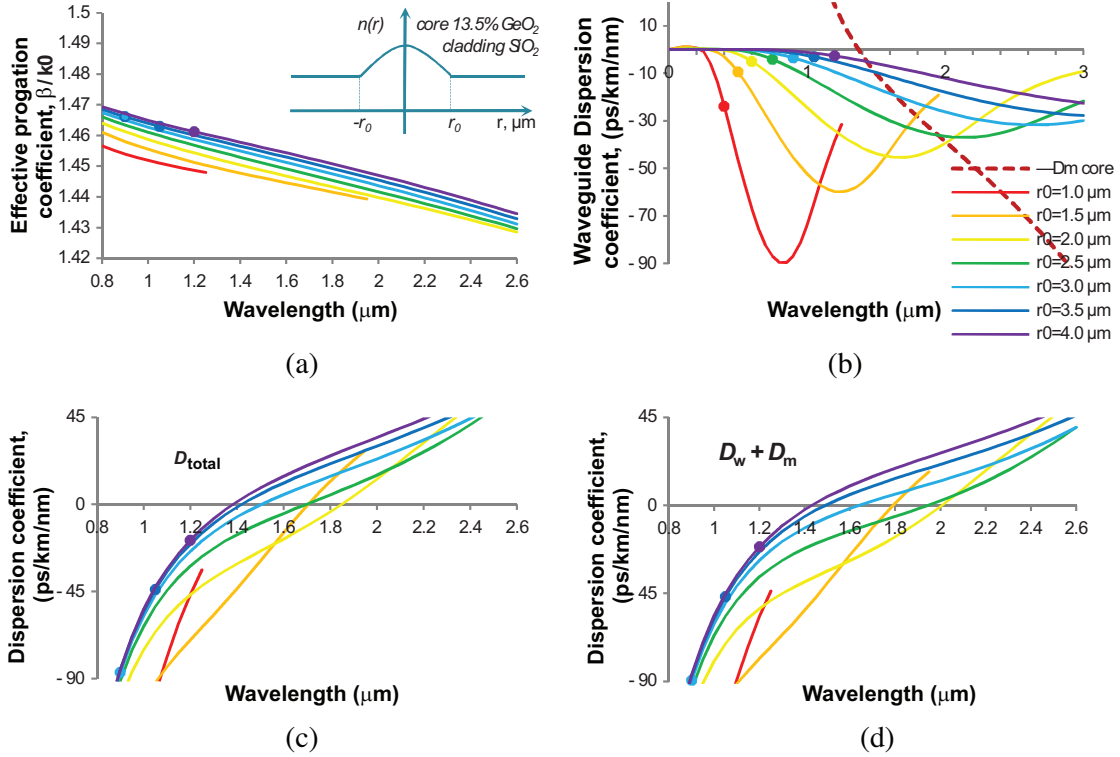 1.5
1.49
1.48
1.47
1.46
1.45
1.44
1.43
1.42
0.8 1 1.2 1.4 1.6 1.8 2 2.2 2.4 2.6
Effective progation
coefficient, β/ k0
Wavelength (μm)
n(r)
core 13.5% GeO2
cladding SiO2
-r0 r0 r, μm
(a)
10
-10
-30
-50
-70
-90
0 1 2 3
Waveguide Dispersion
coefficient, (ps/km/nm)
Wavelength (μm)
—Dm core
r0=1.0 μm
r0=1.5 μm
r0=2.0 μm
r0=2.5 μm
r0=3.0 μm
r0=3.5 μm
r0=4.0 μm
(b)
45
0
-45
-90
0.8 1 1.2 1.4 1.6 1.8 2 2.2 2.4 2.6
Dispersion coefficient,
(ps/km/nm)
Dtotal
Wavelength (μm)
(c)
45
0
-45
-90
0.8 1 1.2 1.4 1.6 1.8 2 2.2 2.4 2.6
Dispersion coefficient,
(ps/km/nm)
Dw + Dm
Wavelength (μm)
(d)